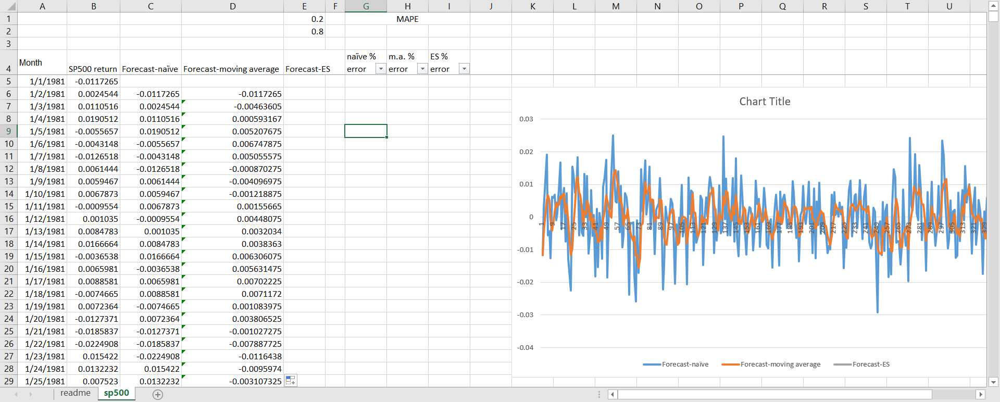 A B C D E F G H I J K L M N O P Q R S T U
1 0.2 MAPE
2 0.8
3
naïve % m.a. % ES %
4 Month SP500 return Forecast-naïve Forecast-moving average Forecast-ES error error error
5 1/1/1981 -0.0117265
6 1/2/1981 0.0024544 -0.0117265 -0.0117265
7 1/3/1981 0.0110516 0.0024544 -0.00463605
8 1/4/1981 0.0190512 0.0110516 0.000593167
9 1/5/1981 -0.0055657 0.0190512 0.005207675
10 1/6/1981 -0.0043148 -0.0055657 0.006747875
11 1/7/1981 -0.0126518 -0.0043148 0.005055575
12 1/8/1981 0.0061444 -0.0126518 -0.000870275
13 1/9/1981 0.0059467 0.0061444 -0.004096975
14 1/10/1981 0.0067873 0.0059467 -0.001218875
15 1/11/1981 -0.0009554 0.0067873 0.00155665
16 1/12/1981 0.001035 -0.0009554 0.00448075
17 1/13/1981 0.0084783 0.001035 0.0032034
18 1/14/1981 0.0166664 0.0084783 0.0038363
19 1/15/1981 -0.0036538 0.0166664 0.006306075
20 1/16/1981 0.0065981 -0.0036538 0.005631475
21 1/17/1981 0.0088581 0.0065981 0.00702225
22 1/18/1981 -0.0074665 0.0088581 0.0071172
23 1/19/1981 0.0072364 -0.0074665 0.001083975
24 1/20/1981 -0.0127371 0.0072364 0.003806525
25 1/21/1981 -0.0185837 -0.0127371 -0.001027275
26 1/22/1981 -0.0224908 -0.0185837 -0.007887725
27 1/23/1981 0.015422 -0.0224908 -0.0116438
28 1/24/1981 0.0132232 0.015422 -0.0095974
29 1/25/1981 0.007523 0.0132232 -0.003107325
Chart Title
0.03
0.02
0.01
0
-0.01
-0.02
-0.03
-0.04
1 9 17 25 33 41 49 57 65 73 81 89 97 105 113 121 129 137 145 153 161 169 177 185 193 201 209 217 225 233 241 249 257 265 273 281 289 297 305 313 321 329
Forecast-naïve Forecast-moving average Forecast-ES
readme sp500